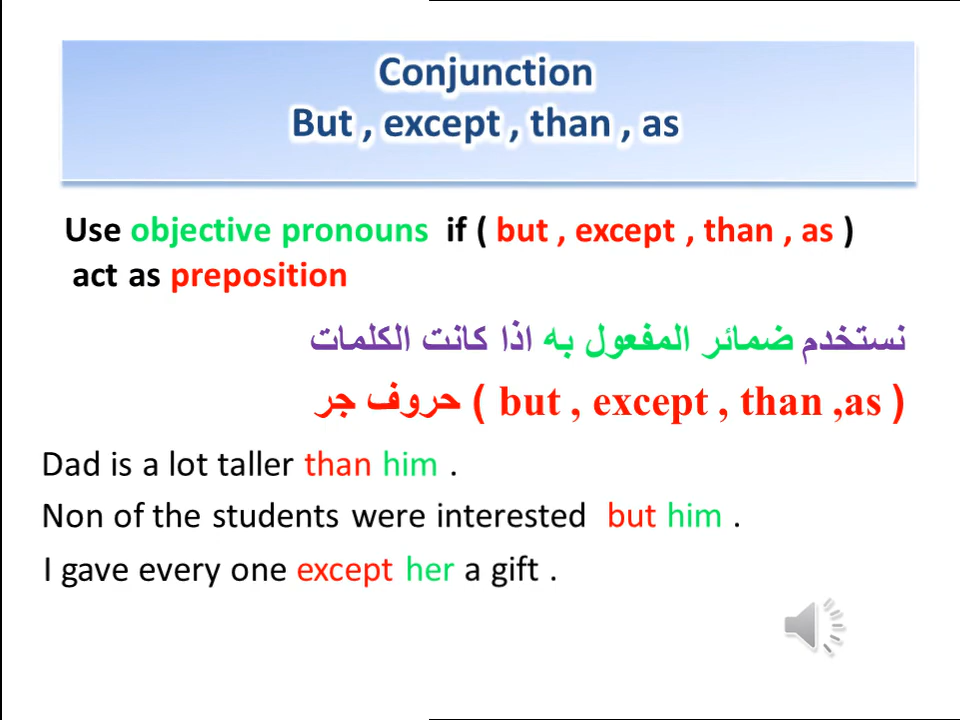 Conjunction
But , except , than , as
Use objective pronouns if ( but , except , than , as )
act as preposition
نستخدم ضمائر المفعول به اذا كانت الكلمات
( but , except , than ,as ) حروف جر
Dad is a lot taller than him .
Non of the students were interested but him .
I gave every one except her a gift .